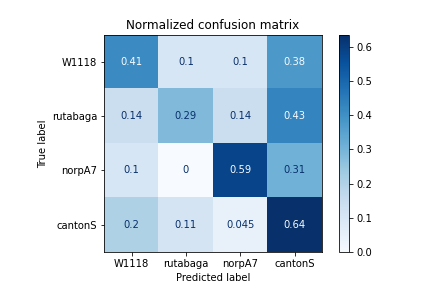 Normalized confusion matrix
True label
W1118 0.41 0.1 0.1 0.38
rutabaga 0.14 0.29 0.14 0.43
norpA7 0.1 0 0.59 0.31
cantonS 0.2 0.11 0.045 0.64
W1118 rutabaga norpA7 cantonS
Predicted label
0.6
0.5
0.4
0.3
0.2
0.1
0.0